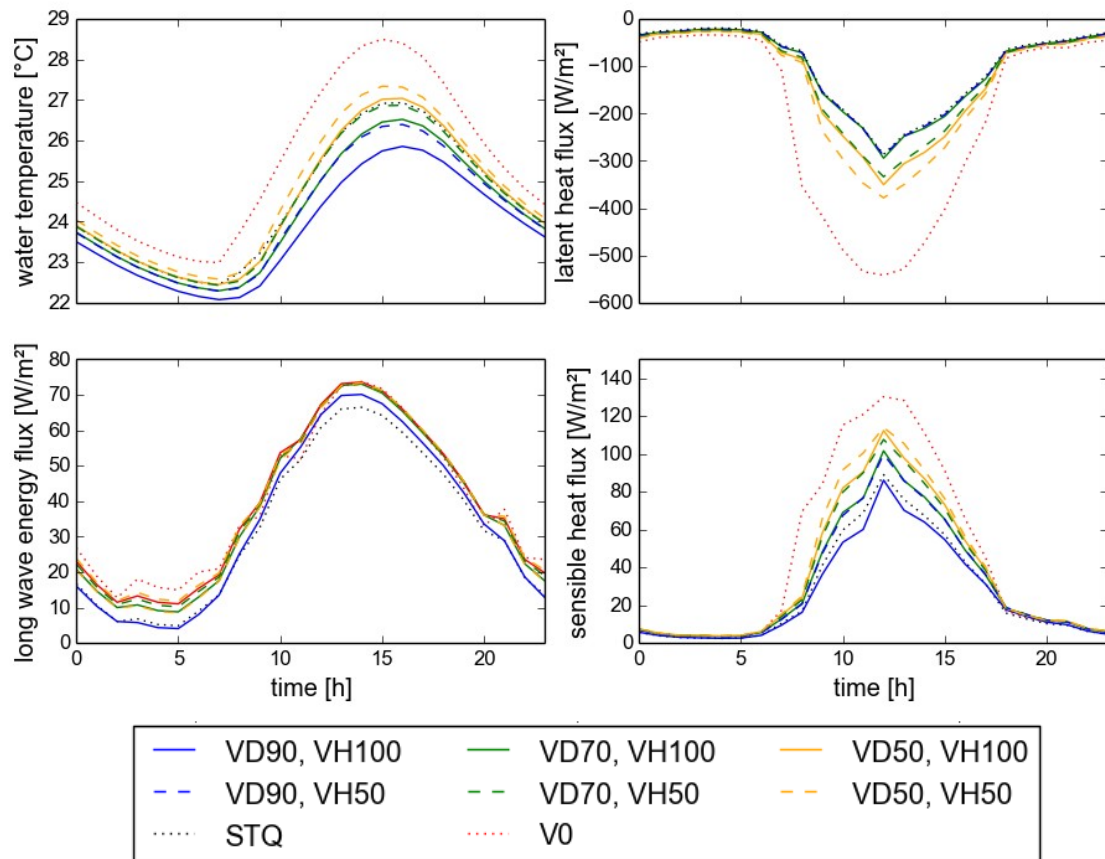 water temperature [°C]
29
28
27
26
25
24
23
22
latent heat flux [W/m²]
0
−100
−200
−300
−400
−500
−600
long wave energy flux [W/m²]
80
70
60
50
40
30
20
10
0
0 5 10 15 20
time [h]
sensible heat flux [W/m²]
140
120
100
80
60
40
20
0
0 5 10 15 20
time [h]
VD90, VH100 VD70, VH100 VD50, VH100
VD90, VH50 VD70, VH50 VD50, VH50
STQ V0